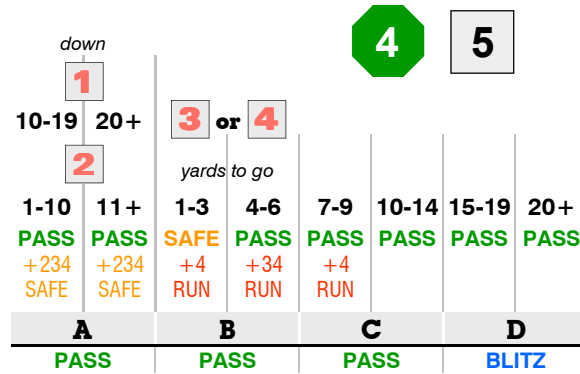 4 5
down
1
10-19 20+ 3 or 4
2 yards to go
1-10 11+ 1-3 4-6 7-9 10-14 15-19 20+
PASS PASS SAFE PASS PASS PASS PASS PASS
+234 +234 +4 +34 +4
SAFE SAFE RUN RUN RUN
A B C D
PASS PASS PASS BLITZ